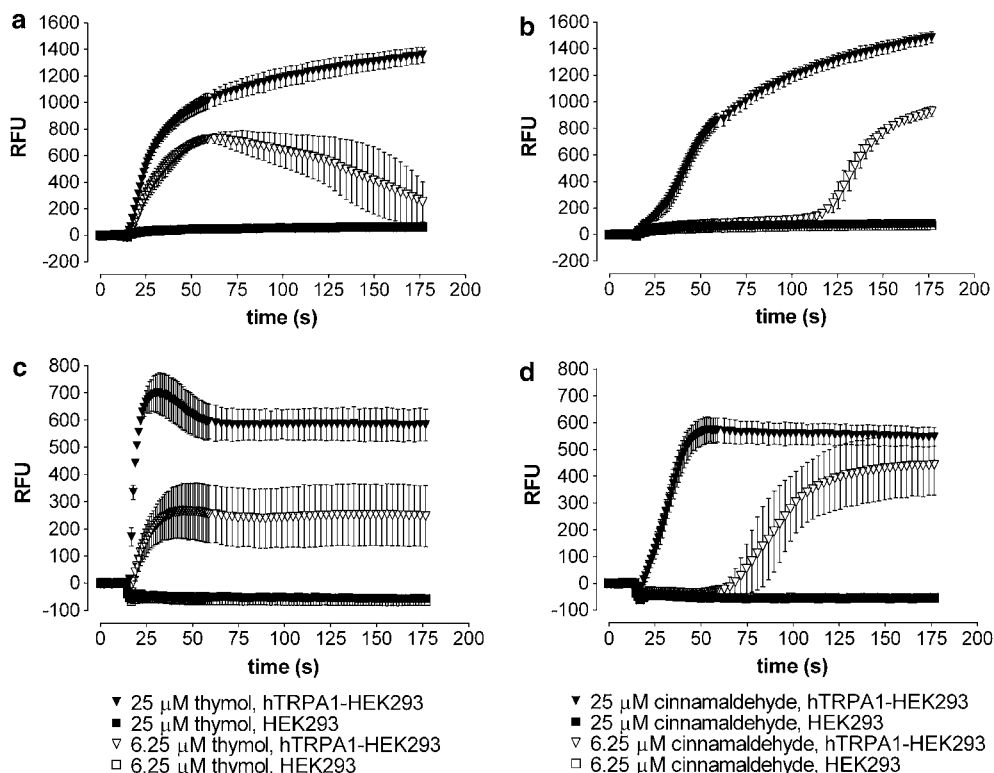 a
1600
1400
1200
1000
800
600
400
200
0
-200
RFU
0 25 50 75 100 125 150 175 200
time (s)
b
1600
1400
1200
1000
800
600
400
200
0
-200
RFU
0 25 50 75 100 125 150 175 200
time (s)
c
800
700
600
500
400
300
200
100
0
-100
RFU
0 25 50 75 100 125 150 175 200
time (s)
d
800
700
600
500
400
300
200
100
0
-100
RFU
0 25 50 75 100 125 150 175 200
time (s)
25 μM thymol, hTRPA1-HEK293
25 μM thymol, HEK293
6.25 μM thymol, hTRPA1-HEK293
6.25 μM thymol, HEK293
25 μM cinnamaldehyde, hTRPA1-HEK293
25 μM cinnamaldehyde, HEK293
6.25 μM cinnamaldehyde, hTRPA1-HEK293
6.25 μM cinnamaldehyde, HEK293